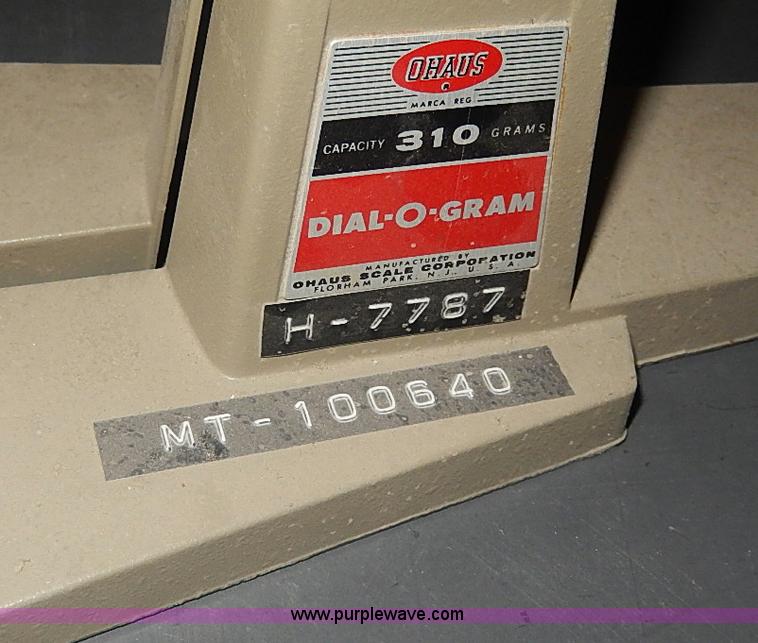 OHAUS
®
MARCA REG
CAPACITY 310 GRAMS
DIAL-O-GRAM
MANUFACTURED BY
OHAUS SCALE CORPORATION
FLORHAM PARK, N.J., U.S.A.
H-7787
MT-100640
www.purplewave.com